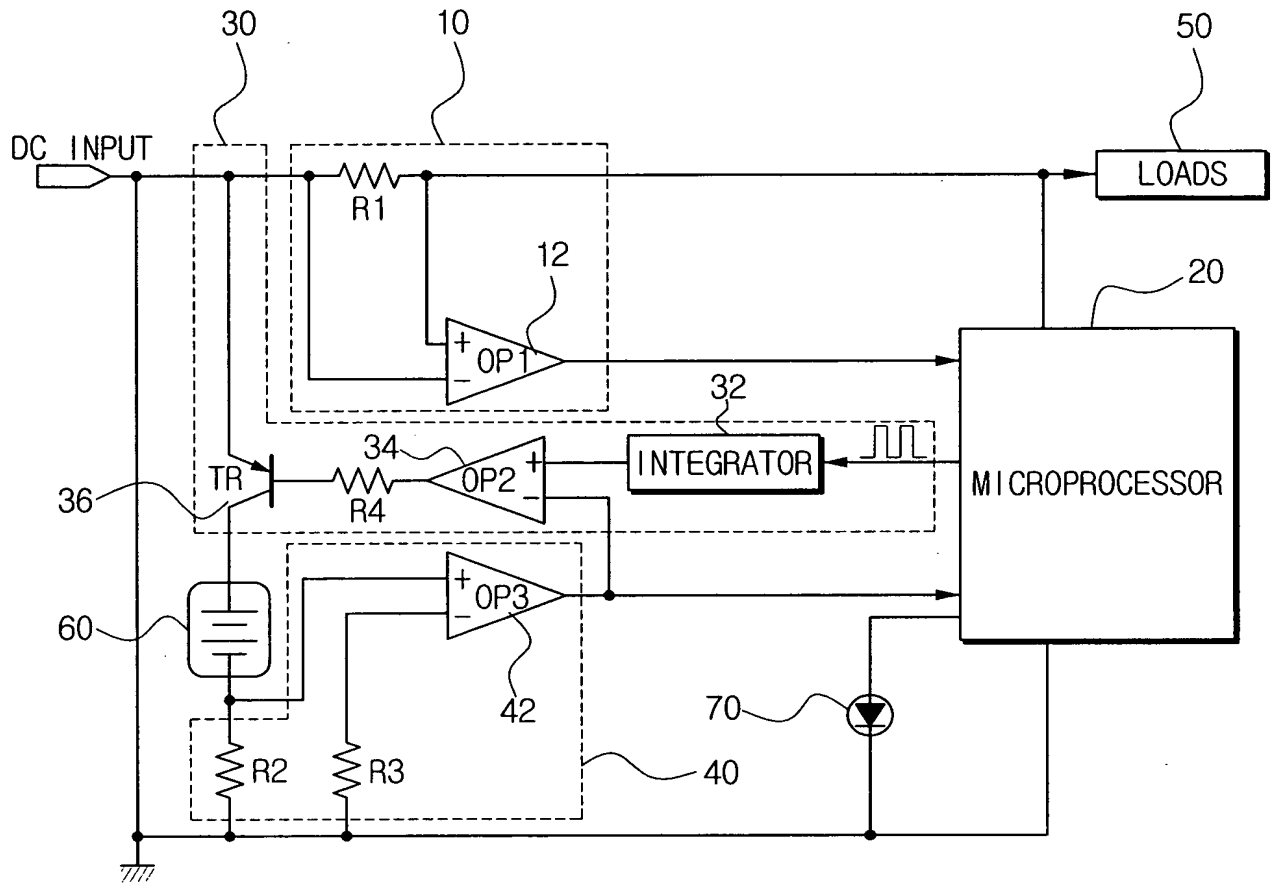 30
10
50
DC INPUT
LOADS
R1
12
20
+
OP1
−
32
34
INTEGRATOR
+
OP2
−
TR
R4
MICROPROCESSOR
36
+
OP3
−
60
42
70
R2
R3
40